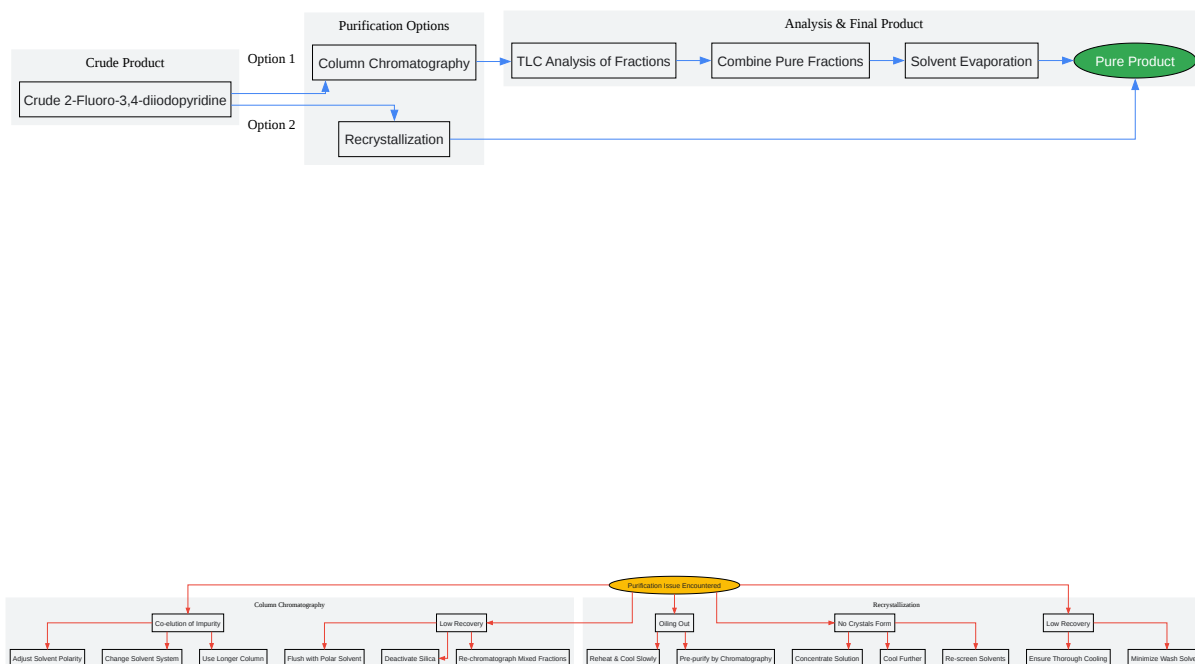 Analysis & Final Product
Purification Options
Crude Product
Option 1
Column Chromatography
TLC Analysis of Fractions
Combine Pure Fractions
Solvent Evaporation
Pure Product
Crude 2-Fluoro-3,4-diiodopyridine
Option 2
Recrystallization
Purification Issue Encountered
Column Chromatography
Recrystallization
Co-elution of Impurity
Low Recovery
Oiling Out
No Crystals Form
Low Recovery
Adjust Solvent Polarity
Change Solvent System
Use Longer Column
Flush with Polar Solvent
Deactivate Silica
Re-chromatograph Mixed Fractions
Reheat & Cool Slowly
Pre-purify by Chromatography
Concentrate Solution
Cool Further
Re-screen Solvents
Ensure Thorough Cooling
Minimize Wash